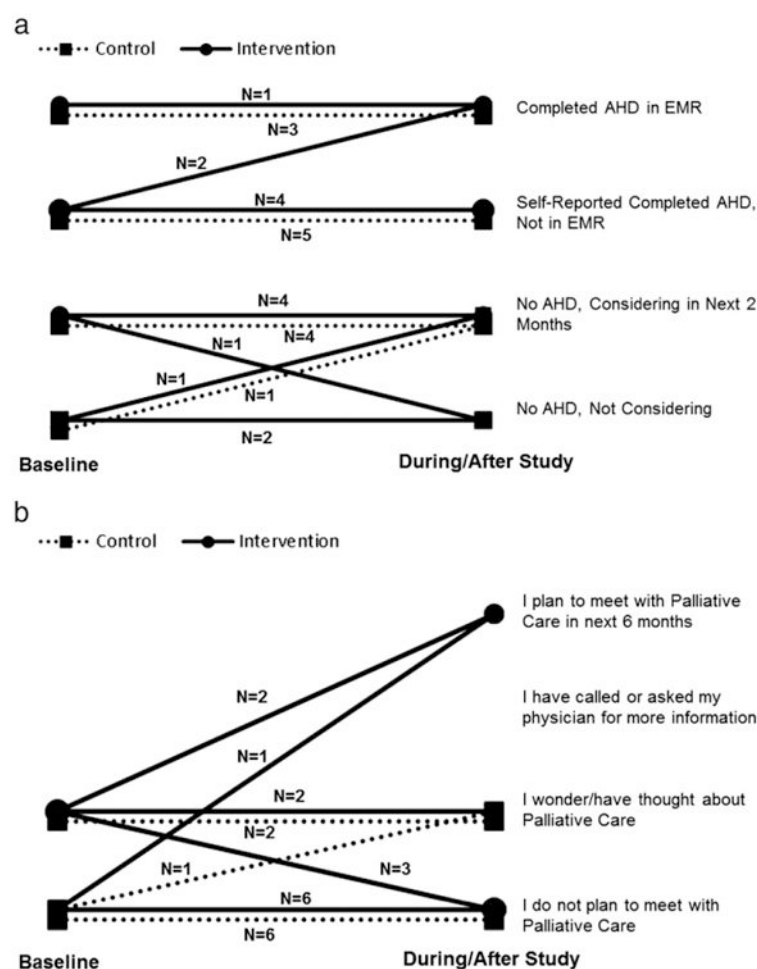 a
Control Intervention
N=1
Completed AHD in EMR
N=3
N=2
N=4
Self-Reported Completed AHD,
Not in EMR
N=5
N=4
No AHD, Considering in Next 2
Months
N=4
N=1
N=1
N=1
No AHD, Not Considering
N=2
Baseline
During/After Study
b
Control Intervention
I plan to meet with Palliative
Care in next 6 months
N=2
I have called or asked my
physician for more information
N=1
N=2
I wonder/have thought about
Palliative Care
N=2
N=1
N=3
N=6
I do not plan to meet with
Palliative Care
N=6
Baseline
During/After Study